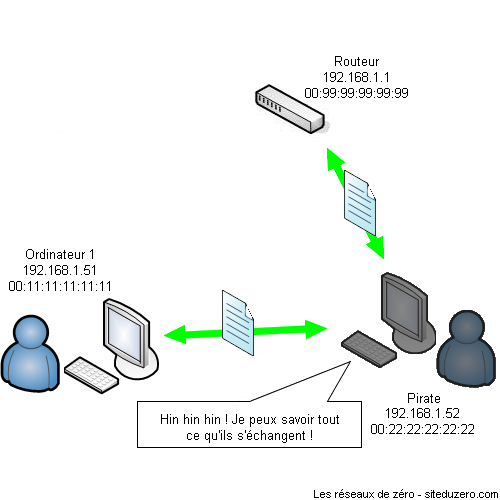 Routeur
192.168.1.1
00:99:99:99:99:99
Ordinateur 1
192.168.1.51
00:11:11:11:11:11
Hin hin hin ! Je peux savoir tout
ce qu'ils s'échangent !
Pirate
192.168.1.52
00:22:22:22:22:22
Les réseaux de zéro - siteduzero.com